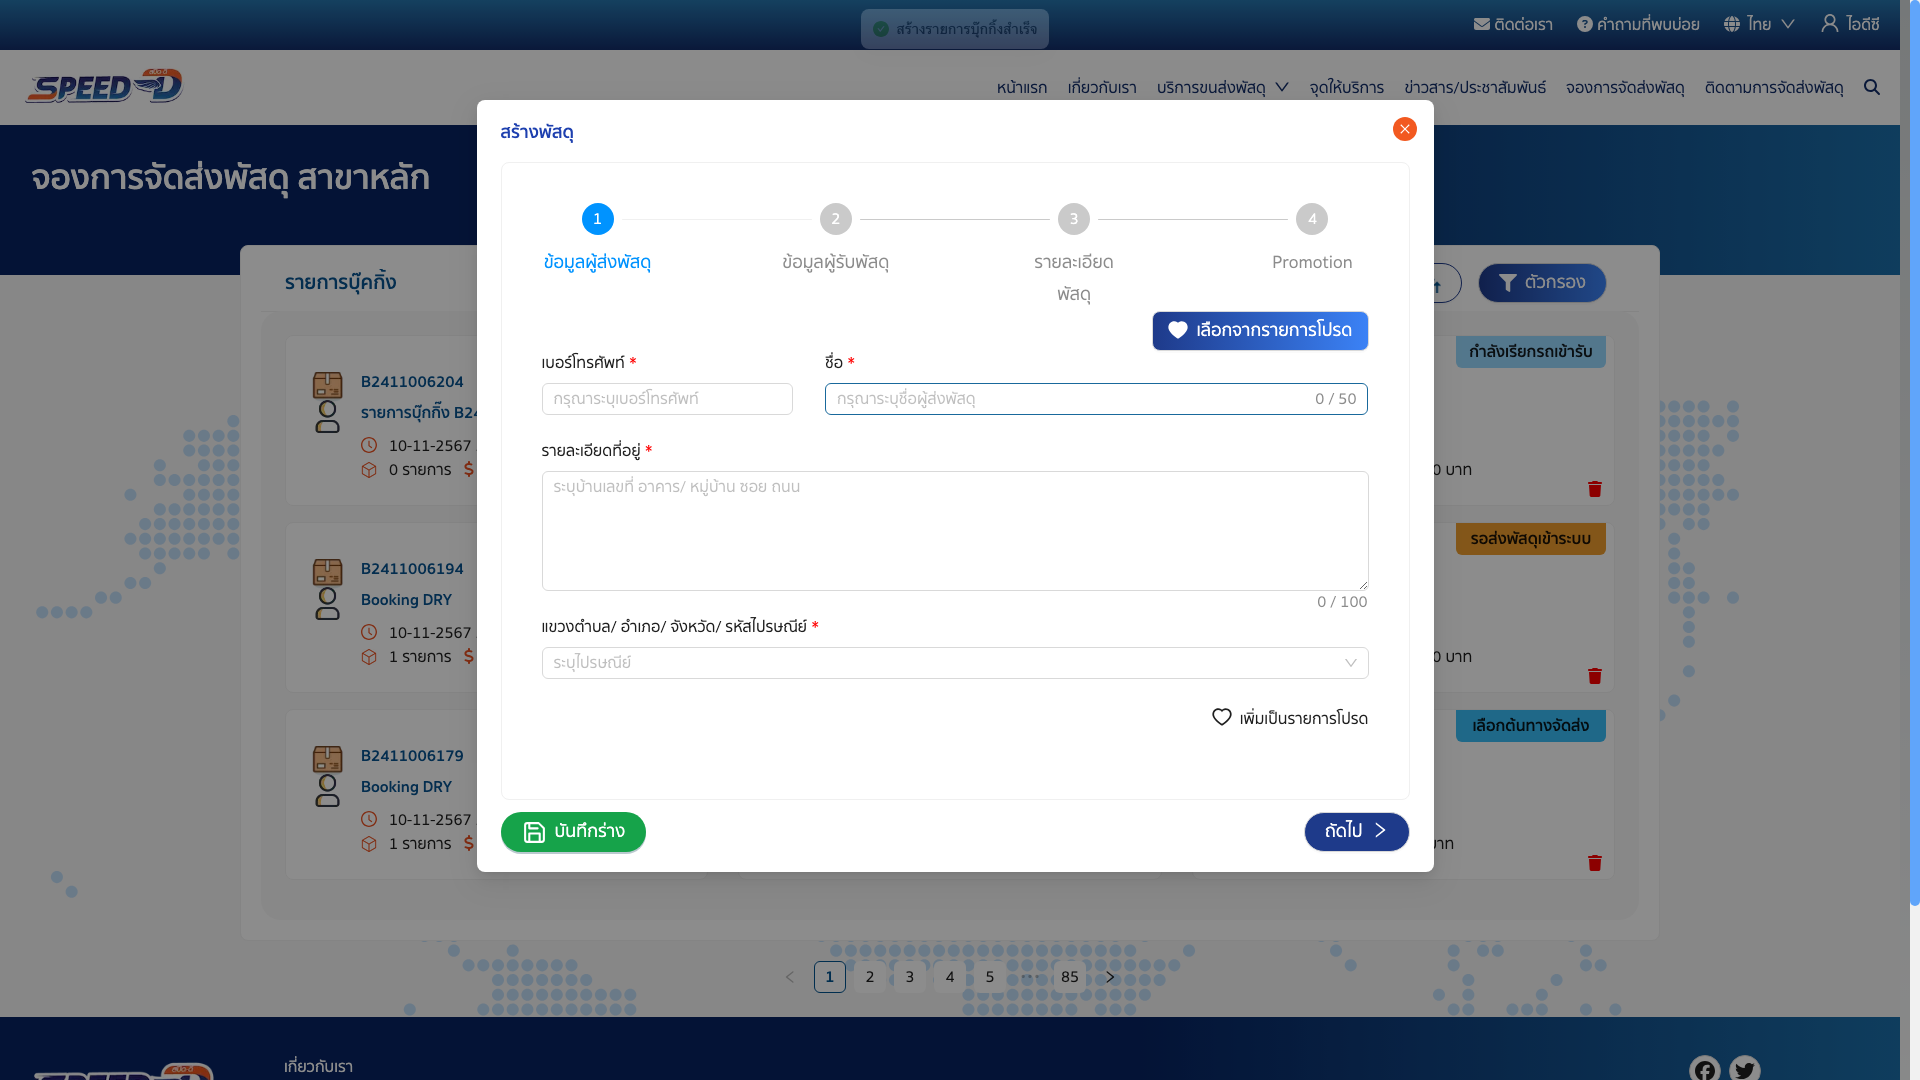 สร้างรายการบุ๊กกิ้งสำเร็จ
ติดต่อเรา
คำถามที่พบบ่อย
ไทย
ไอดีซี
SPEED-D
หน้าแรก
เกี่ยวกับเรา
บริการขนส่งพัสดุ
จุดให้บริการ
ข่าวสาร/ประชาสัมพันธ์
จองการจัดส่งพัสดุ
ติดตามการจัดส่งพัสดุ
จองการจัดส่งพัสดุ สาขาหลัก
รายการบุ๊คกิ้ง
ตัวกรอง
สร้างพัสดุ
1
2
3
4
ข้อมูลผู้ส่งพัสดุ
ข้อมูลผู้รับพัสดุ
รายละเอียด
พัสดุ
Promotion
เลือกจากรายการโปรด
เบอร์โทรศัพท์ *
ชื่อ *
กรุณาระบุเบอร์โทรศัพท์
กรุณาระบุชื่อผู้ส่งพัสดุ
0 / 50
รายละเอียดที่อยู่ *
ระบุบ้านเลขที่ อาคาร/ หมู่บ้าน ซอย ถนน
0 / 100
แขวงตำบล/ อำเภอ/ จังหวัด/ รหัสไปรษณีย์ *
ระบุไปรษณีย์
เพิ่มเป็นรายการโปรด
บันทึกร่าง
ถัดไป
B2411006204
รายการบุ๊กกิ้ง B24
10-11-2567
0 รายการ
กำลังเรียกรถเข้ารับ
0 บาท
B2411006194
Booking DRY
10-11-2567
1 รายการ
รอส่งพัสดุเข้าระบบ
0 บาท
B2411006179
Booking DRY
10-11-2567
1 รายการ
เลือกต้นทางจัดส่ง
บาท
1
2
3
4
5
•••
85
เกี่ยวกับเรา